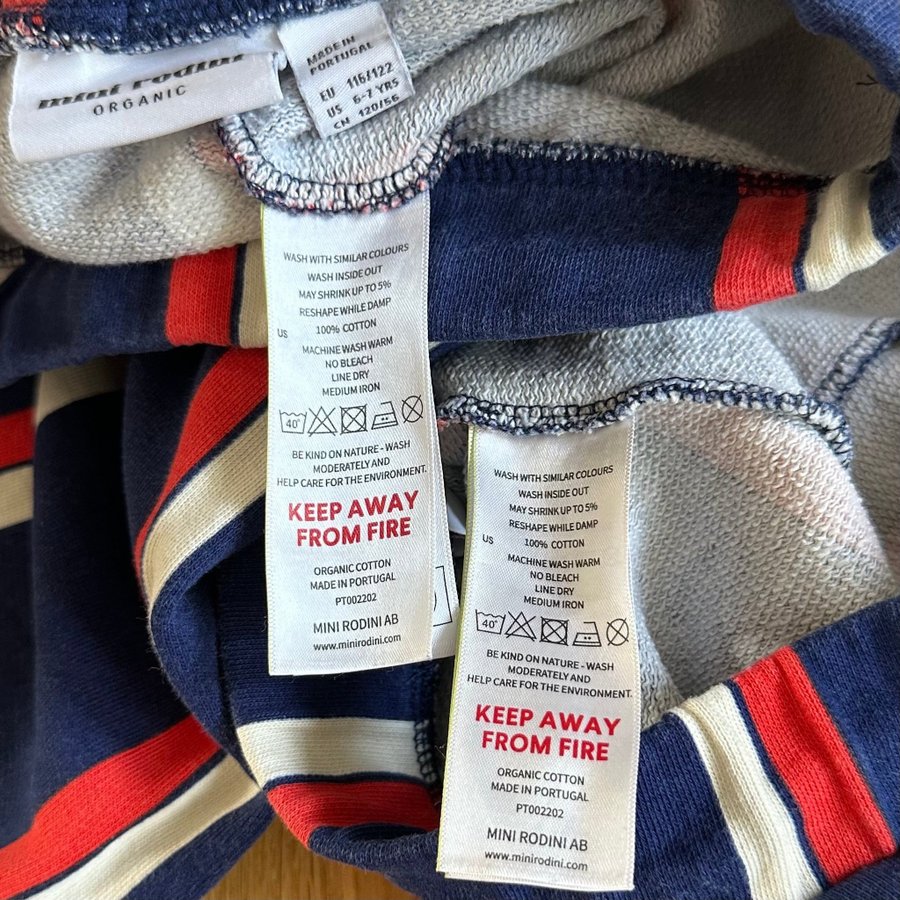 mini rodini
ORGANIC
MADE IN
PORTUGAL
EU 116/122
US 6-7 YRS
CN 120/56
WASH WITH SIMILAR COLOURS
WASH INSIDE OUT
MAY SHRINK UP TO 5%
RESHAPE WHILE DAMP
US 100% COTTON
MACHINE WASH WARM
NO BLEACH
LINE DRY
MEDIUM IRON
40°
BE KIND ON NATURE - WASH
MODERATELY AND
HELP CARE FOR THE ENVIRONMENT.
KEEP AWAY
FROM FIRE
ORGANIC COTTON
MADE IN PORTUGAL
PT002202
MINI RODINI AB
www.minirodini.com
WASH WITH SIMILAR COLOURS
WASH INSIDE OUT
MAY SHRINK UP TO 5%
RESHAPE WHILE DAMP
US 100% COTTON
MACHINE WASH WARM
NO BLEACH
LINE DRY
MEDIUM IRON
40°
BE KIND ON NATURE - WASH
MODERATELY AND
HELP CARE FOR THE ENVIRONMENT.
KEEP AWAY
FROM FIRE
ORGANIC COTTON
MADE IN PORTUGAL
PT002202
MINI RODINI AB
www.minirodini.com